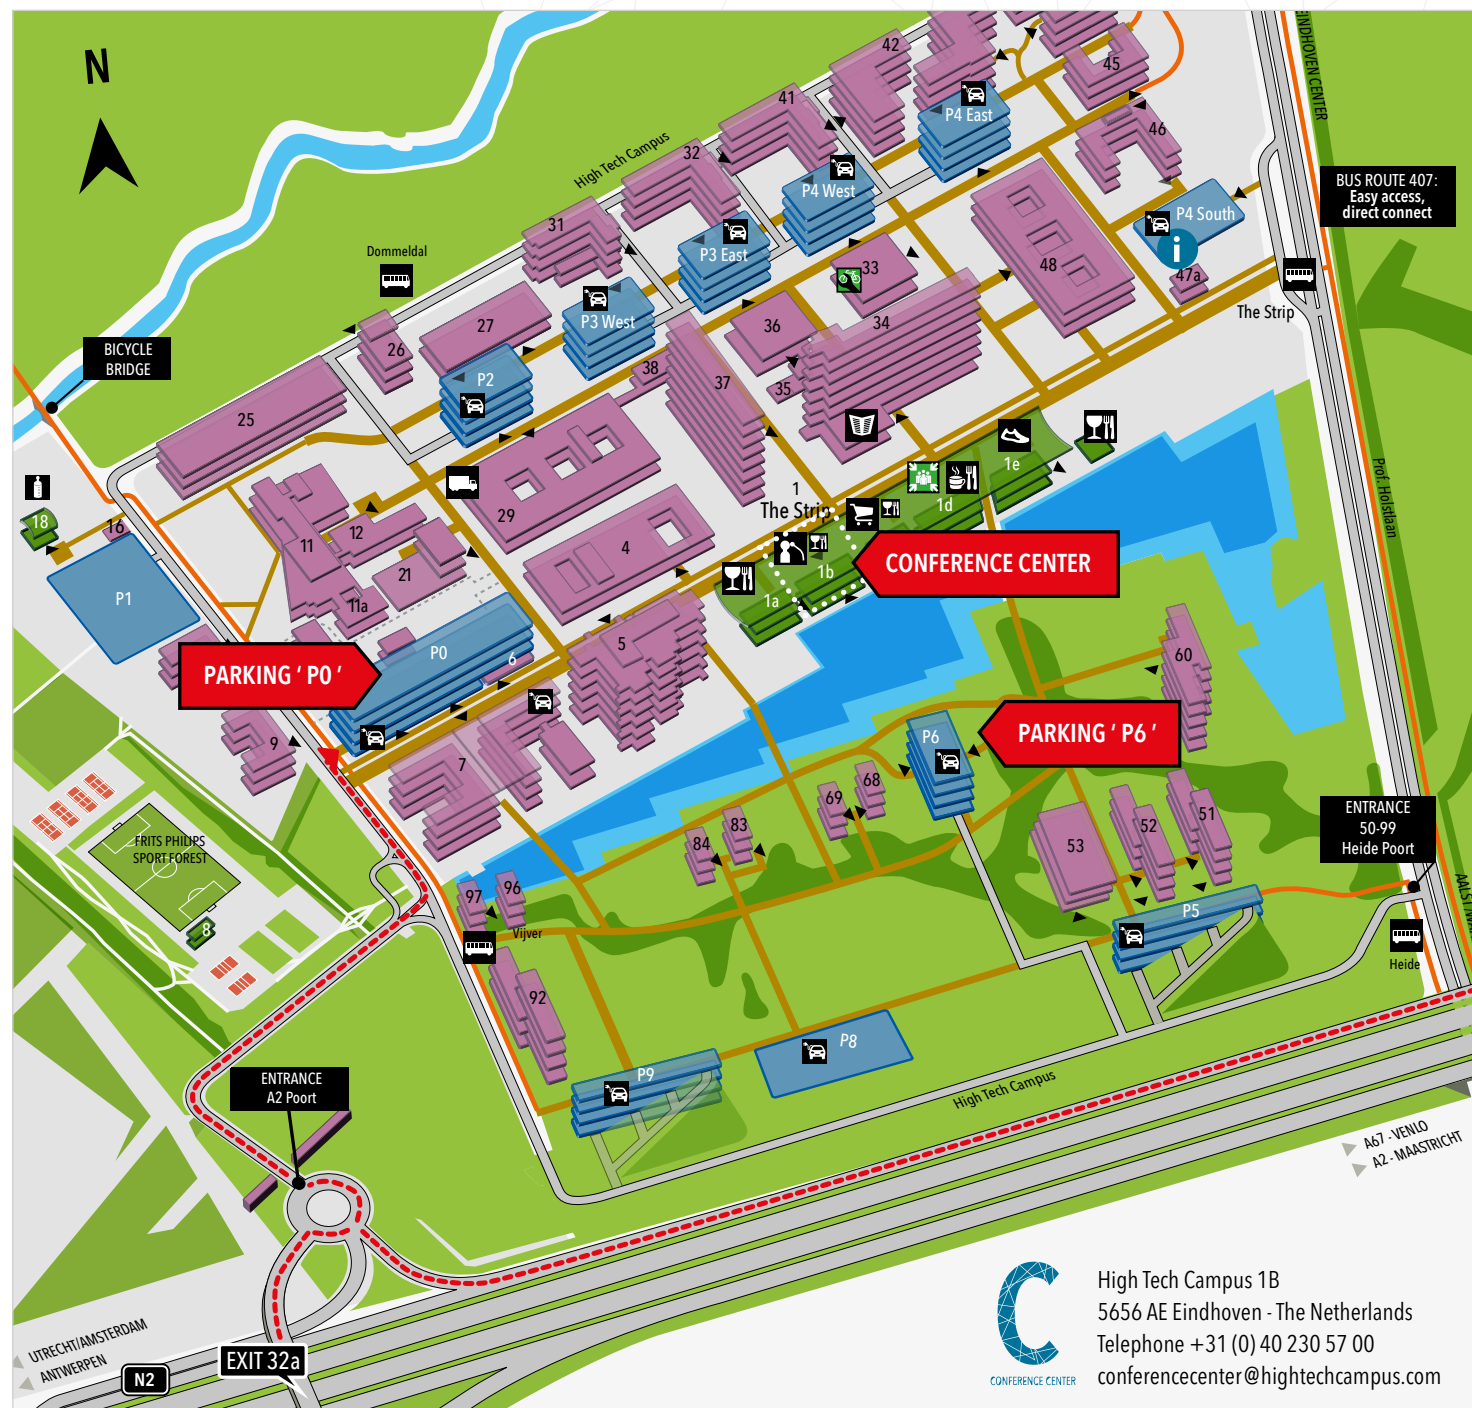 N
EINDHOVEN CENTER
42
45
41
P4 East
46
High Tech Campus
32
P4 West
BUS ROUTE 407:
Easy access,
direct connect
P4 South
i
31
P3 East
Dommeldal
33
48
47a
The Strip
27
P3 West
36
34
26
BICYCLE
BRIDGE
P2
38
37
35
25
1e
Prof. Holstlaan
1
The Strip
1d
29
18
16
12
11
4
21
1b
CONFERENCE CENTER
P1
11a
1a
5
P0
6
PARKING ‘ P0 ’
60
P6
PARKING ‘ P6 ’
9
7
68
69
83
84
51
52
53
ENTRANCE
50-99
Heide Poort
FRITS PHILIPS
SPORT FOREST
97
96
8
P5
Vijver
Heide
92
P8
P9
ENTRANCE
A2 Poort
High Tech Campus
A67 - VENLO
A2 - MAASTRICHT
UTRECHT/AMSTERDAM
ANTWERPEN
EXIT 32a
N2
CONFERENCE CENTER
High Tech Campus 1B
5656 AE Eindhoven - The Netherlands
Telephone +31 (0) 40 230 57 00
conferencecenter@hightechcampus.com